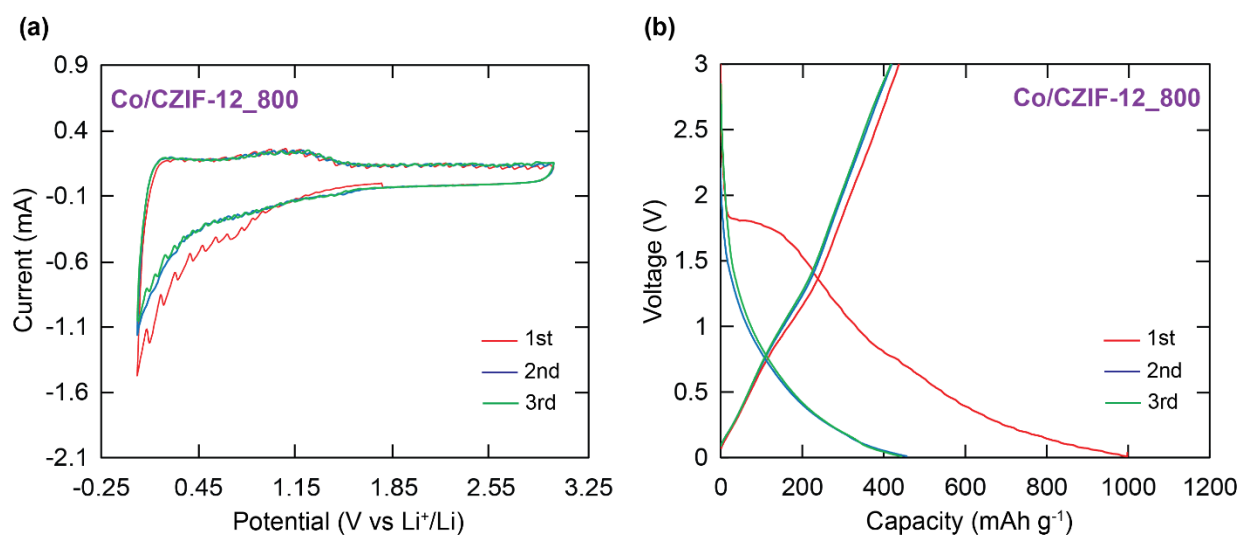 (a)
0.9
0.4
-0.1
-0.6
-1.1
-1.6
-2.1
Current (mA)
Co/CZIF-12_800
1st
2nd
3rd
-0.25 0.45 1.15 1.85 2.55 3.25
Potential (V vs Li⁺/Li)
(b)
3
2.5
2
1.5
1
0.5
0
Voltage (V)
Co/CZIF-12_800
1st
2nd
3rd
0 200 400 600 800 1000 1200
Capacity (mAh g⁻¹)